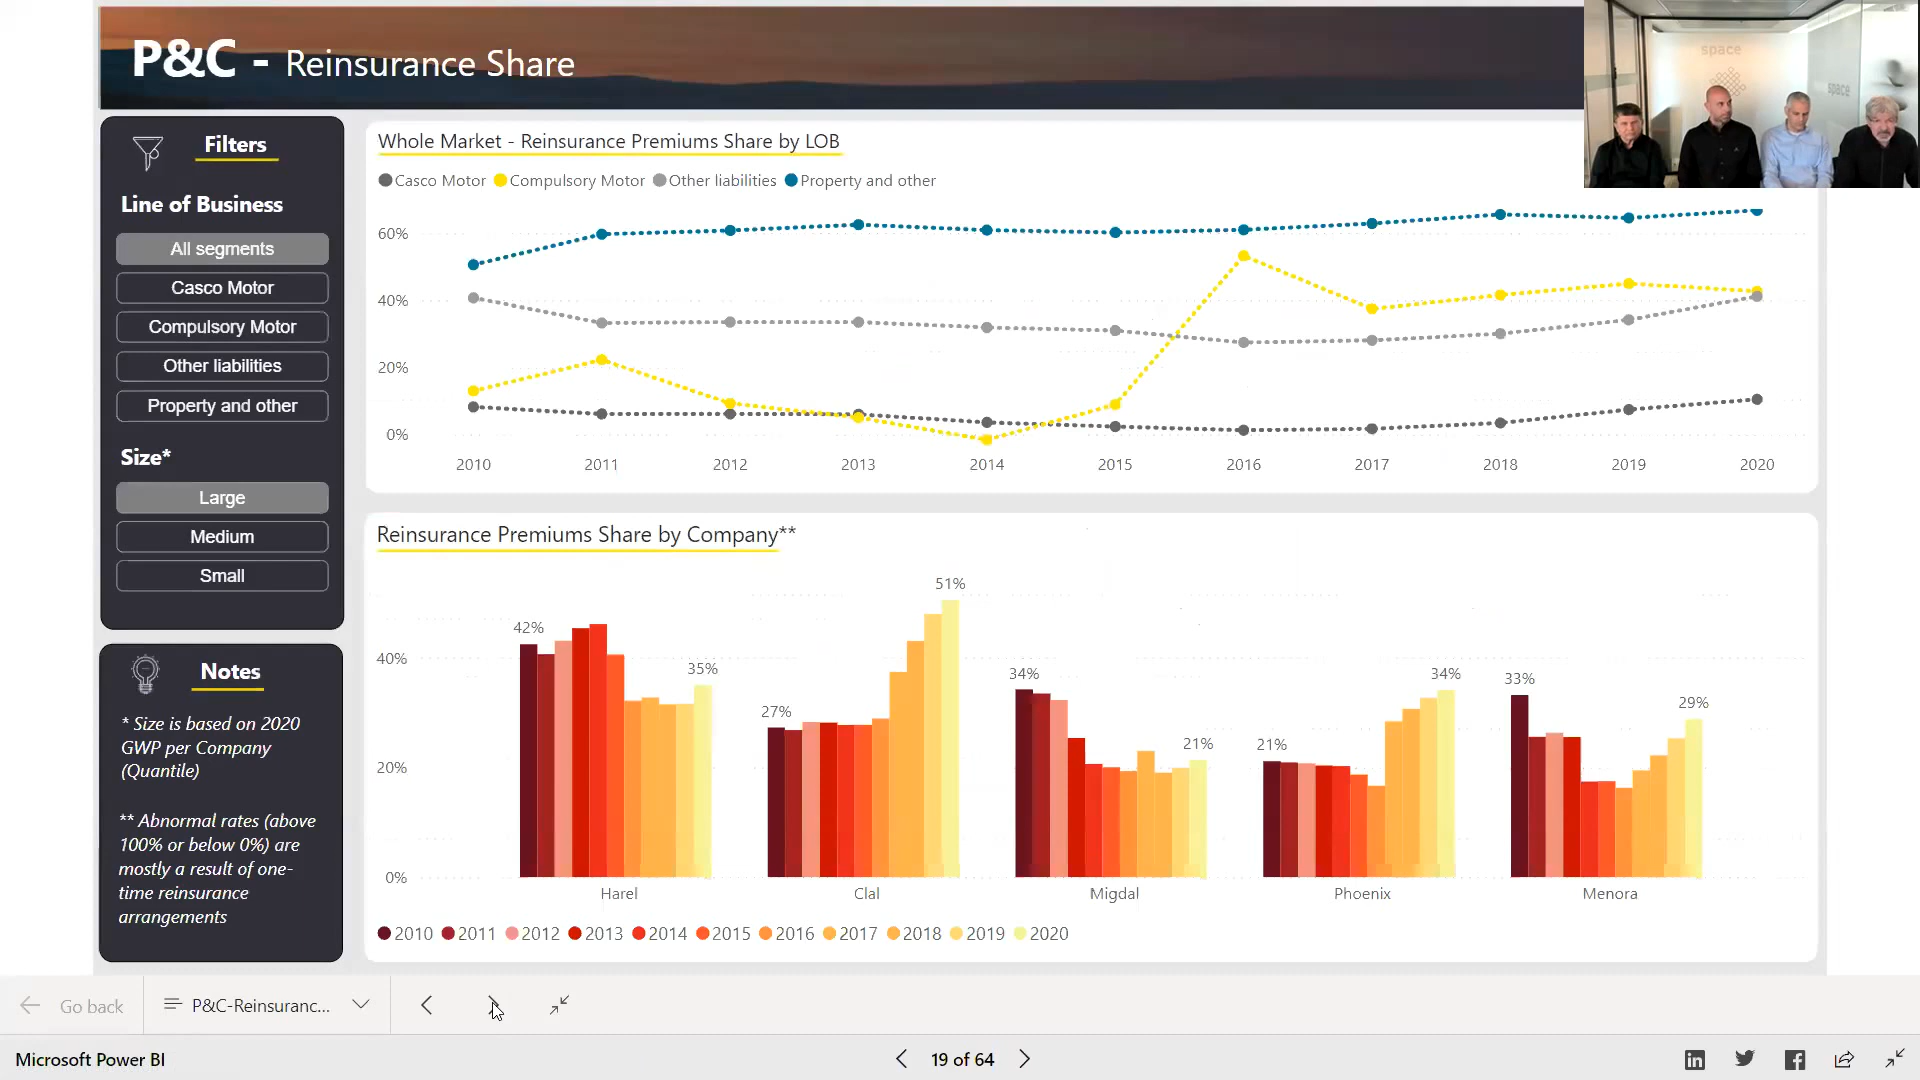 P&C - Reinsurance Share
space
space
Filters
Line of Business
All segments
Casco Motor
Compulsory Motor
Other liabilities
Property and other
Size*
Large
Medium
Small
Notes
* Size is based on 2020
GWP per Company
(Quantile)
** Abnormal rates (above
100% or below 0%) are
mostly a result of one-
time reinsurance
arrangements
Whole Market - Reinsurance Premiums Share by LOB
Casco Motor Compulsory Motor Other liabilities Property and other
60%
40%
20%
0%
2010 2011 2012 2013 2014 2015 2016 2017 2018 2019 2020
Reinsurance Premiums Share by Company**
51%
42%
35%
27%
34%
21%
21%
34%
33%
29%
40%
20%
0%
Harel Clal Migdal Phoenix Menora
2010 2011 2012 2013 2014 2015 2016 2017 2018 2019 2020
Go back
P&C-Reinsuranc...
Microsoft Power BI
19 of 64